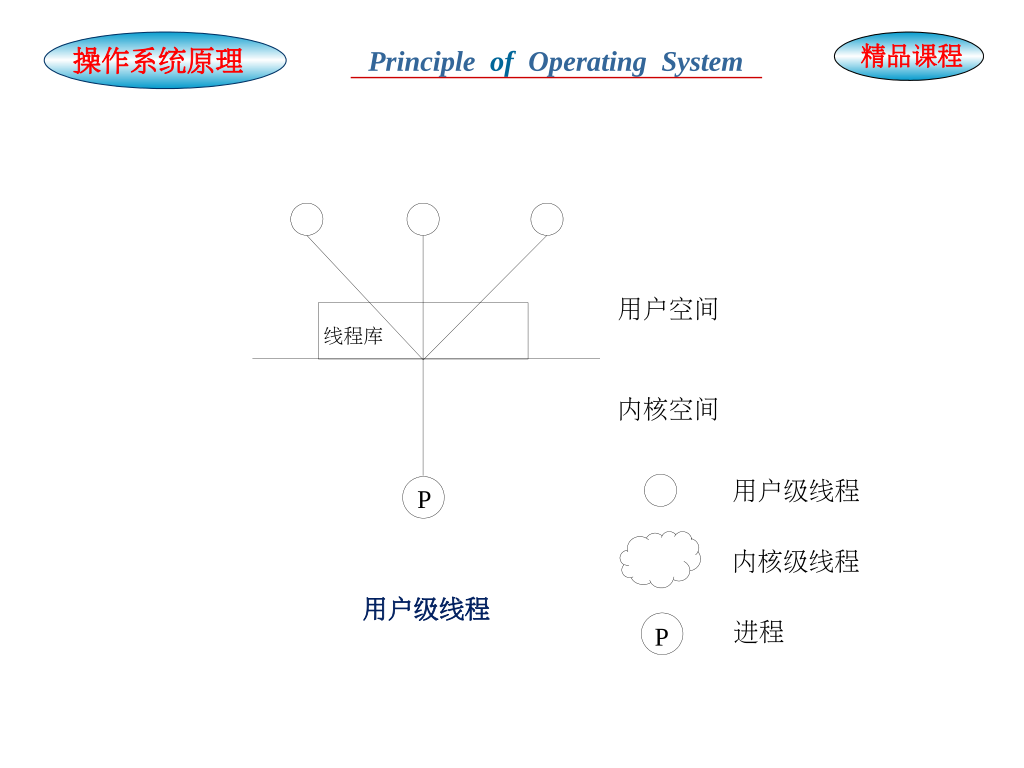 操作系统原理
Principle of Operating System
精品课程
用户空间
线程库
内核空间
用户级线程
P
内核级线程
用户级线程
P
进程